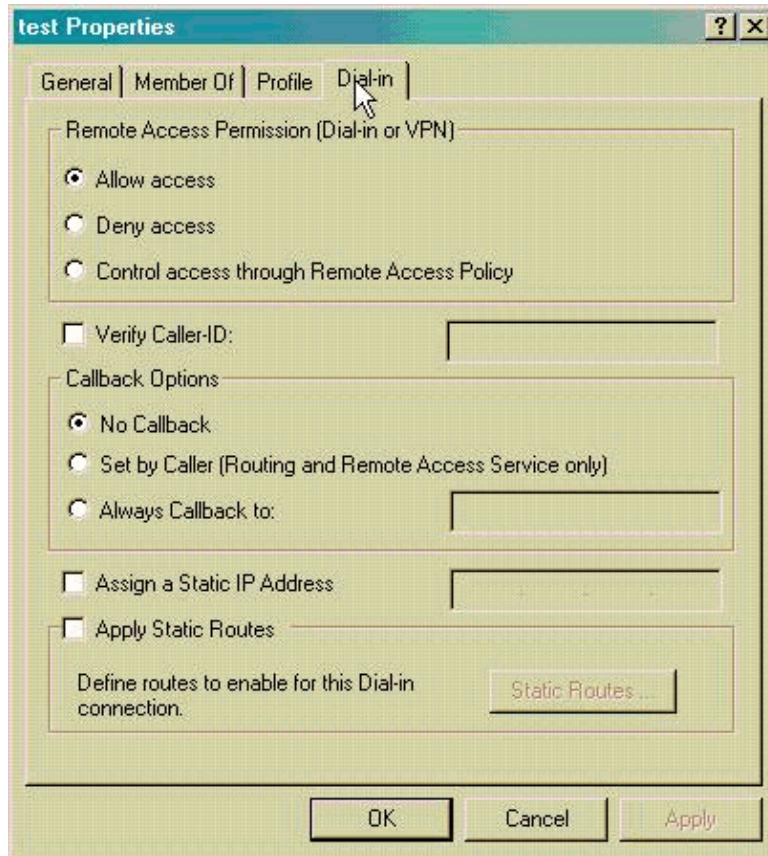 test Properties
General Member Of Profile Dial-in
Remote Access Permission (Dial-in or VPN)
Allow access
Deny access
Control access through Remote Access Policy
Verify Caller-ID:
Callback Options
No Callback
Set by Caller (Routing and Remote Access Service only)
Always Callback to:
Assign a Static IP Address
Apply Static Routes
Define routes to enable for this Dial-in
connection.
Static Routes ...
OK Cancel Apply